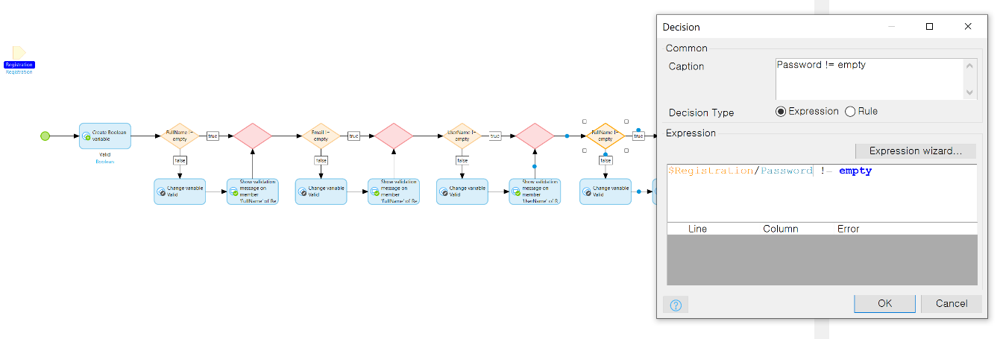 Registration
Registration
Create Boolean
variable
Valid
Boolean
FullName !=
empty
true
false
Change variable
Valid
Show validation
message on
member
'FullName' of Re
Email !=
empty
true
false
Change variable
Valid
Show validation
message on
member
'FullName' of Re
UserName !=
empty
true
false
Change variable
Valid
Show validation
message on
member
'UserName' of R
FullName !=
empty
true
false
Change variable
Valid
Decision
Common
Caption
Password != empty
Decision Type
Expression
Rule
Expression
Expression wizard...
$Registration/Password != empty
Line Column Error
?
OK
Cancel